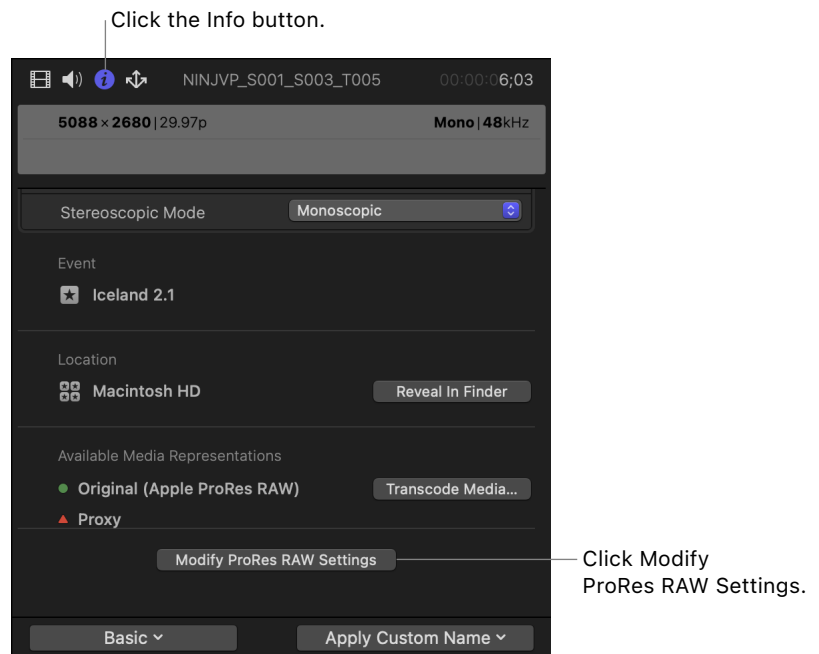 Click the Info button.
NINJVP_S001_S003_T005 00:00:06;03
5088 × 2680 | 29.97p Mono | 48kHz
Stereoscopic Mode Monoscopic
Event
Iceland 2.1
Location
Macintosh HD Reveal In Finder
Available Media Representations
Original (Apple ProRes RAW) Transcode Media...
Proxy
Modify ProRes RAW Settings
Click Modify
ProRes RAW Settings.
Basic Apply Custom Name